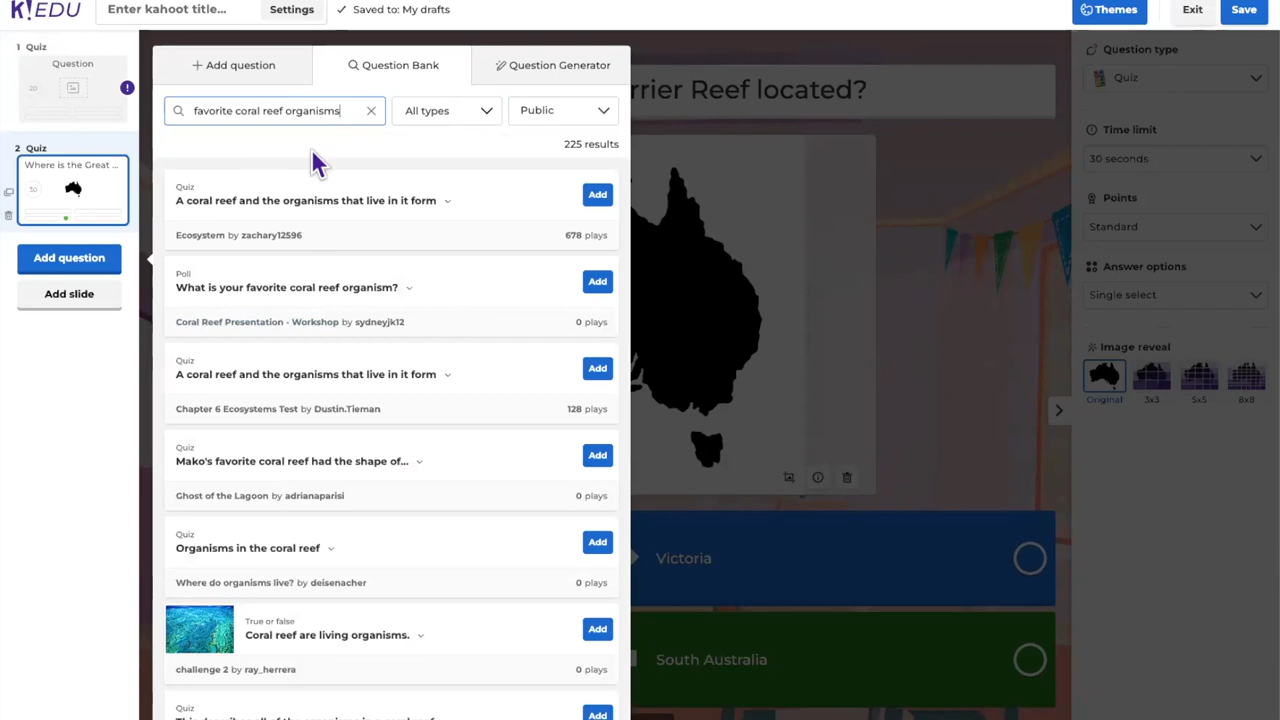 K!EDU
Enter kahoot title...
Settings
Saved to: My drafts
Themes
Exit
Save
1 Quiz
Question
20
2 Quiz
Where is the Great ...
30
Add question
Add slide
+ Add question
Question Bank
Question Generator
favorite coral reef organisms
All types
Public
225 results
Quiz
A coral reef and the organisms that live in it form
Add
Ecosystem by zachary12596
678 plays
Poll
What is your favorite coral reef organism?
Add
Coral Reef Presentation - Workshop by sydneyjk12
0 plays
Quiz
A coral reef and the organisms that live in it form
Add
Chapter 6 Ecosystems Test by Dustin.Tieman
128 plays
Quiz
Mako's favorite coral reef had the shape of...
Add
Ghost of the Lagoon by adrianaparisi
0 plays
Quiz
Organisms in the coral reef
Add
Where do organisms live? by deisenacher
0 plays
True or false
Coral reef are living organisms.
Add
challenge 2 by ray_herrera
0 plays
Quiz
Add
rrier Reef located?
Victoria
South Australia
Question type
Quiz
Time limit
30 seconds
Points
Standard
Answer options
Single select
Image reveal
Original
3x3
5x5
8x8